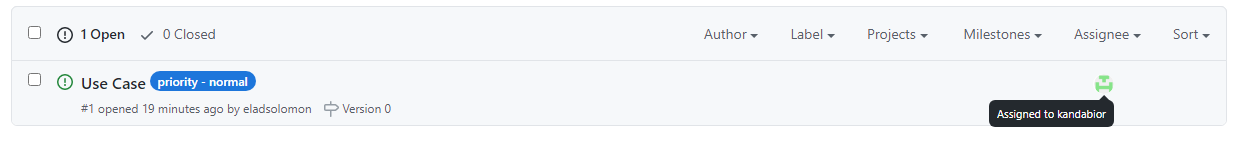 1 Open 0 Closed Author Label Projects Milestones Assignee Sort
Use Case priority - normal
#1 opened 19 minutes ago by eladsolomon Version 0
Assigned to kandabior